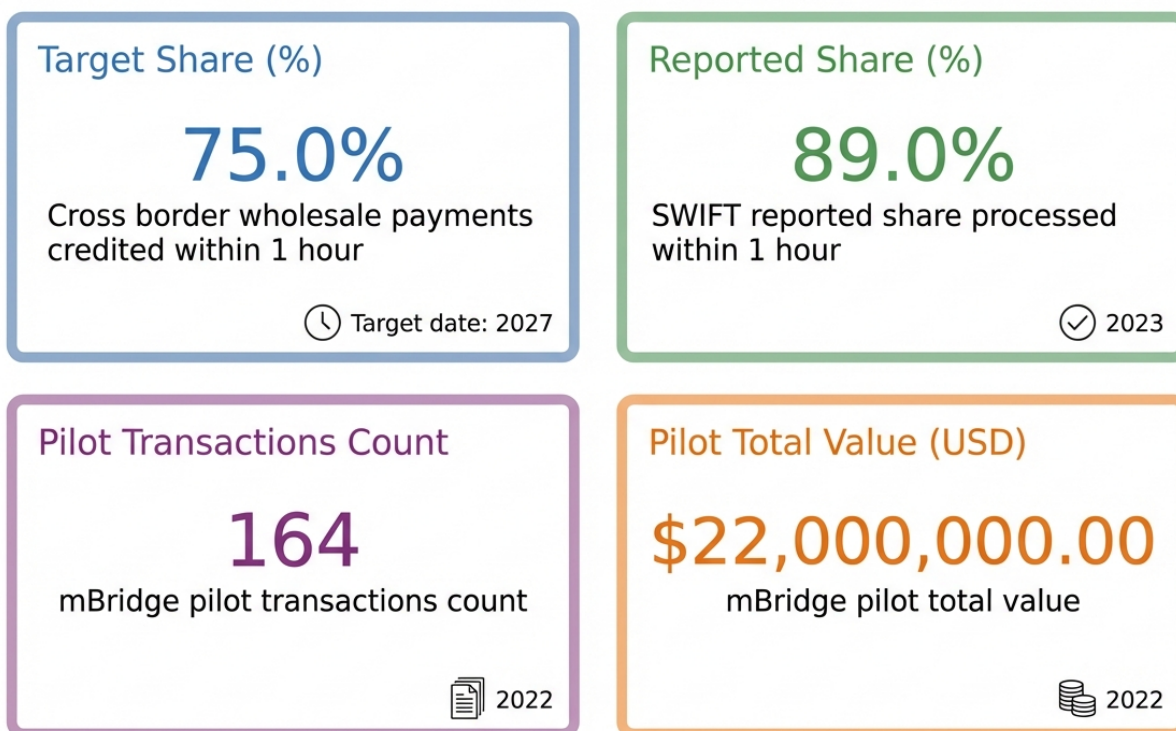 Target Share (%)
75.0%
Cross border wholesale payments
credited within 1 hour
Target date: 2027
Reported Share (%)
89.0%
SWIFT reported share processed
within 1 hour
2023
Pilot Transactions Count
164
mBridge pilot transactions count
2022
Pilot Total Value (USD)
$22,000,000.00
mBridge pilot total value
2022